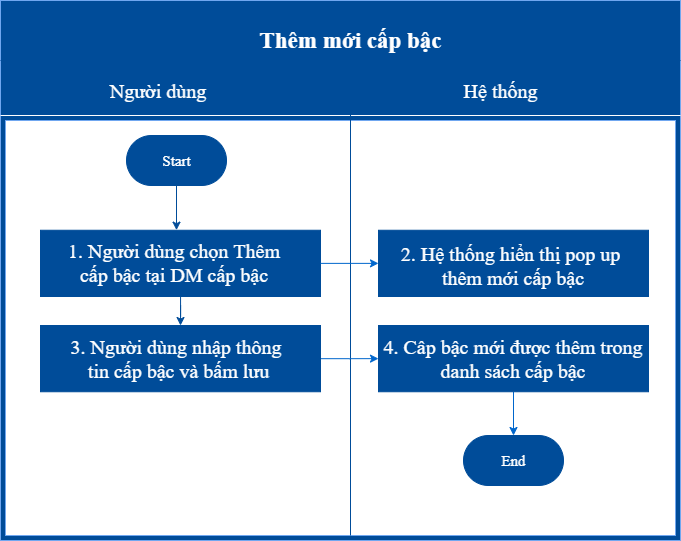 Thêm mới cấp bậc
Người dùng
Hệ thống
Start
1. Người dùng chọn Thêm
cấp bậc tại DM cấp bậc
2. Hệ thống hiển thị pop up
thêm mới cấp bậc
3. Người dùng nhập thông
tin cấp bậc và bấm lưu
4. Câp bậc mới được thêm trong
danh sách cấp bậc
End